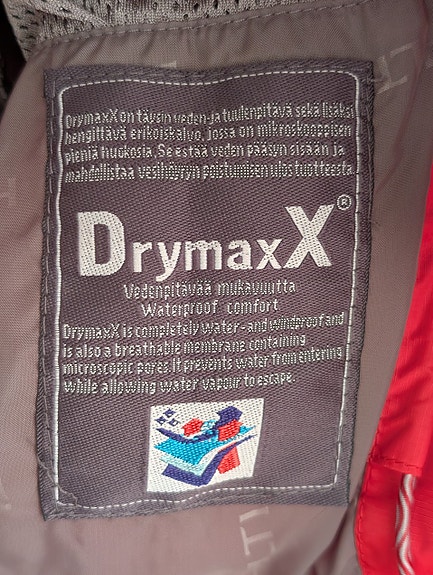 DrymaxX on täysin veden- ja tuulenpitävä sekä lisäksi
hengittävä erikoiskalvo, jossa on mikroskooppisen
pieniä huokosia. Se estää veden pääsyn sisään ja
mahdollistaa vesihöyryn poistumisen ulos tuotteesta.
DrymaxX®
Vedenpitävää mukavuutta
Waterproof comfort
DrymaxX is completely water- and windproof and
is also a breathable membrane containing
microscopic pores. It prevents water from entering
while allowing water vapour to escape.